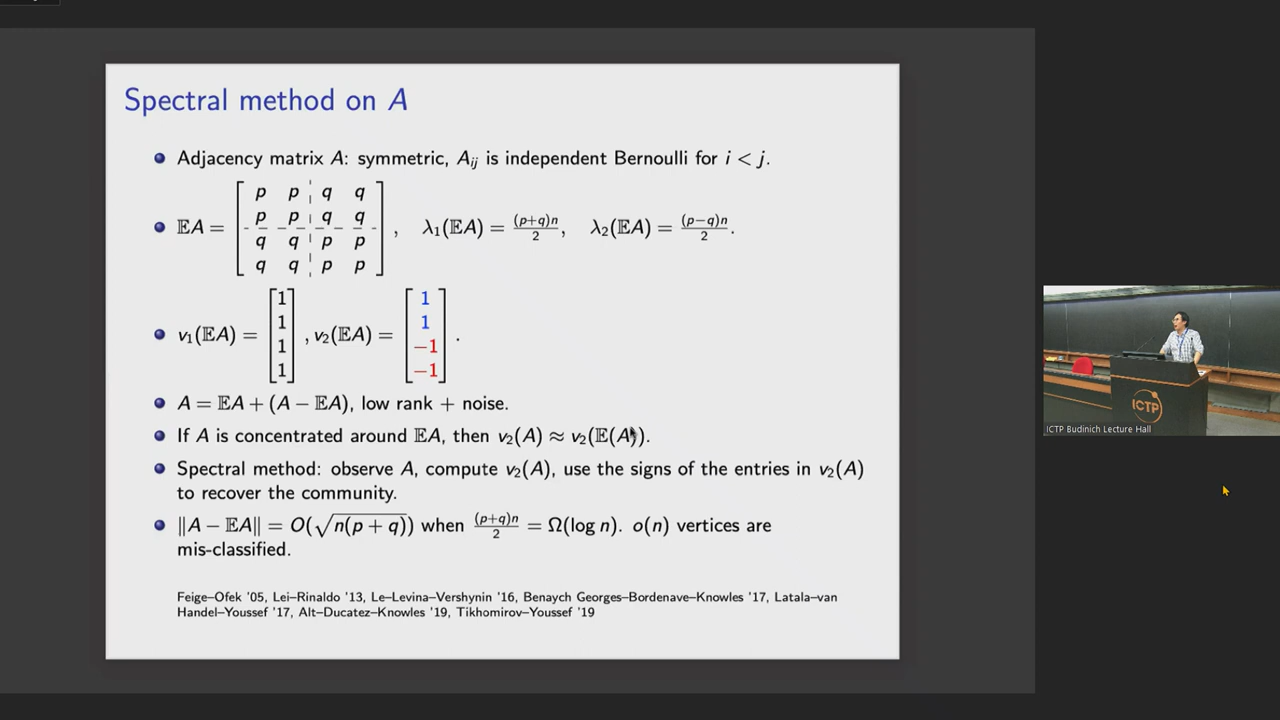 Spectral method on A
Adjacency matrix A: symmetric, A_ij is independent Bernoulli for i < j.
p p q q
p p q q
𝔼A = , λ₁(𝔼A) = (p+q)n/2, λ₂(𝔼A) = (p−q)n/2.
q q p p
q q p p
1 1
1 1
v₁(𝔼A) = , v₂(𝔼A) = .
1 −1
1 −1
A = 𝔼A + (A − 𝔼A), low rank + noise.
If A is concentrated around 𝔼A, then v₂(A) ≈ v₂(𝔼(A)).
Spectral method: observe A, compute v₂(A), use the signs of the entries in v₂(A)
to recover the community.
‖A − 𝔼A‖ = O(√n(p + q)) when (p+q)n/2 = Ω(log n). o(n) vertices are
mis-classified.
Feige–Ofek '05, Lei–Rinaldo '13, Le–Levina–Vershynin '16, Benaych Georges–Bordenave–Knowles '17, Latala–van
Handel–Youssef '17, Alt–Ducatez–Knowles '19, Tikhomirov–Youssef '19
ICTP
ICTP Budinich Lecture Hall